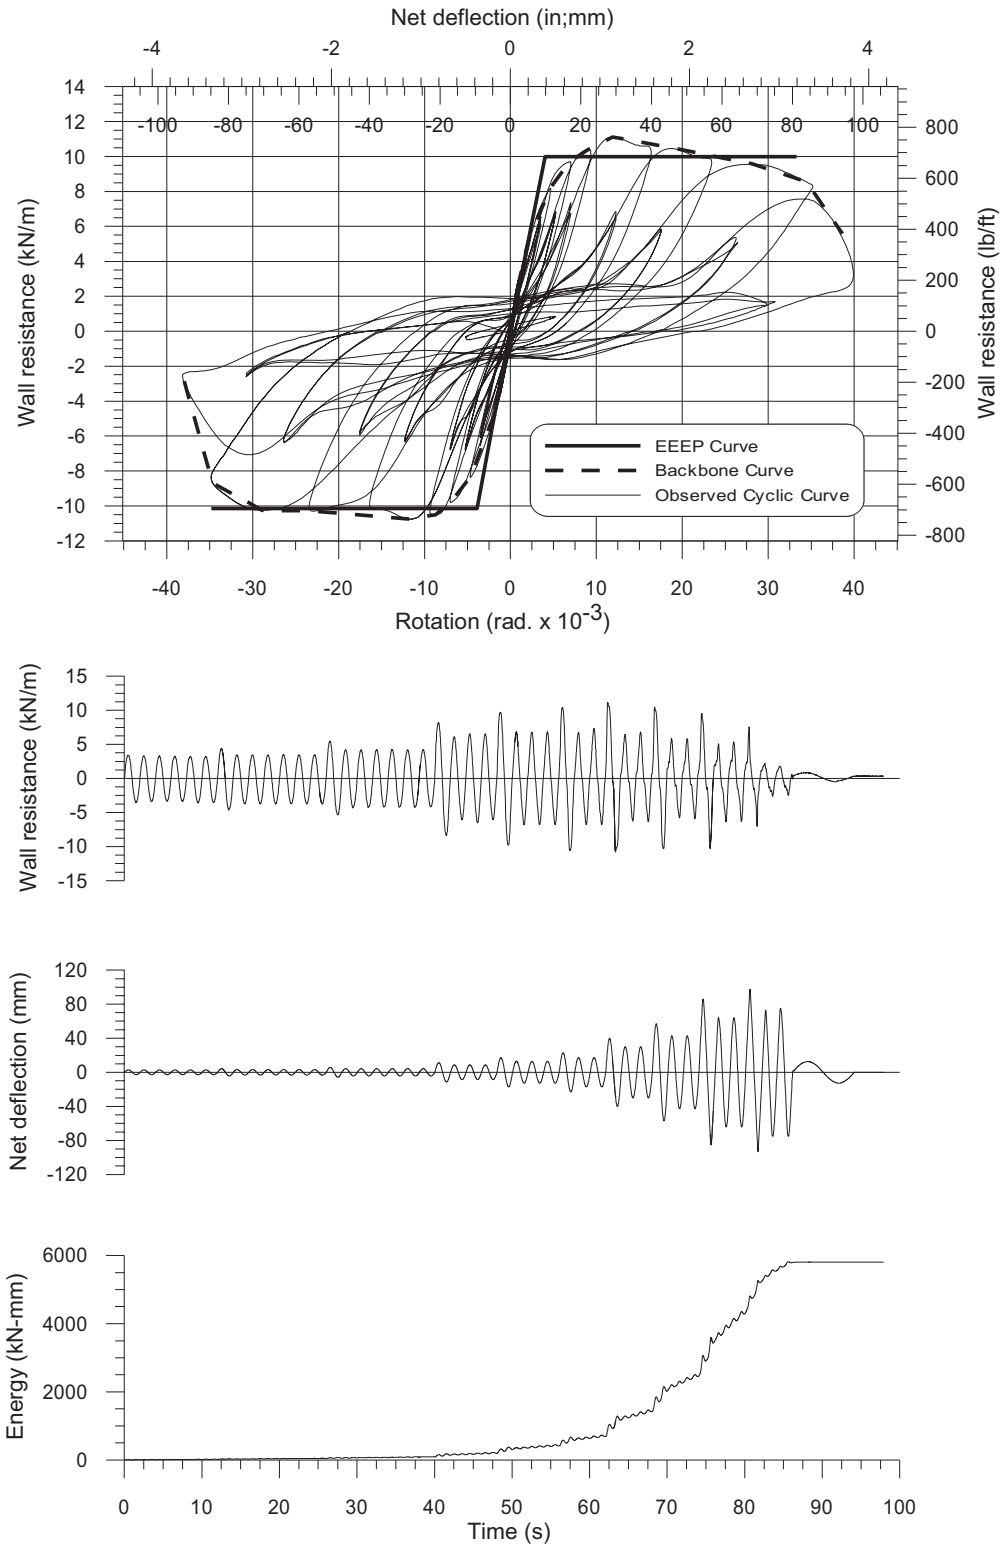 Net deflection (in;mm)
-4 -2 0 2 4
-100 -80 -60 -40 -20 0 20 40 60 80 100
14
12
10
8
6
4
2
0
-2
-4
-6
-8
-10
-12
Wall resistance (kN/m)
800
600
400
200
0
-200
-400
-600
-800
Wall resistance (lb/ft)
EEEP Curve
Backbone Curve
Observed Cyclic Curve
-40 -30 -20 -10 0 10 20 30 40
Rotation (rad. x 10-3)
Wall resistance (kN/m)
15
10
5
0
-5
-10
-15
Net deflection (mm)
120
80
40
0
-40
-80
-120
Energy (kN-mm)
6000
4000
2000
0
0 10 20 30 40 50 60 70 80 90 100
Time (s)